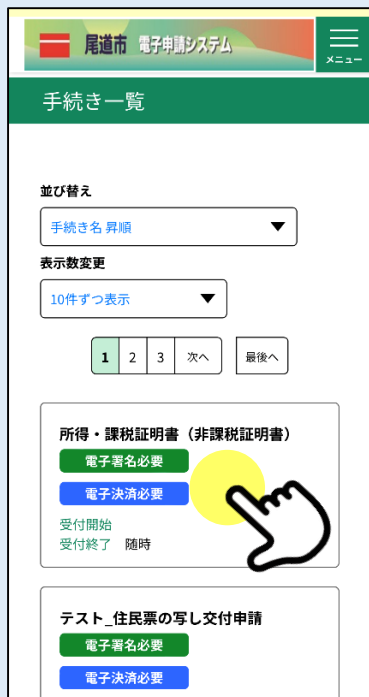 尾道市 電子申請システム
メニュー
手続き一覧
並び替え
手続き名 昇順
表示数変更
10件ずつ表示
1 2 3 次へ 最後へ
所得・課税証明書（非課税証明書）
電子署名必要
電子決済必要
受付開始
受付終了 随時
テスト_住民票の写し交付申請
電子署名必要
電子決済必要